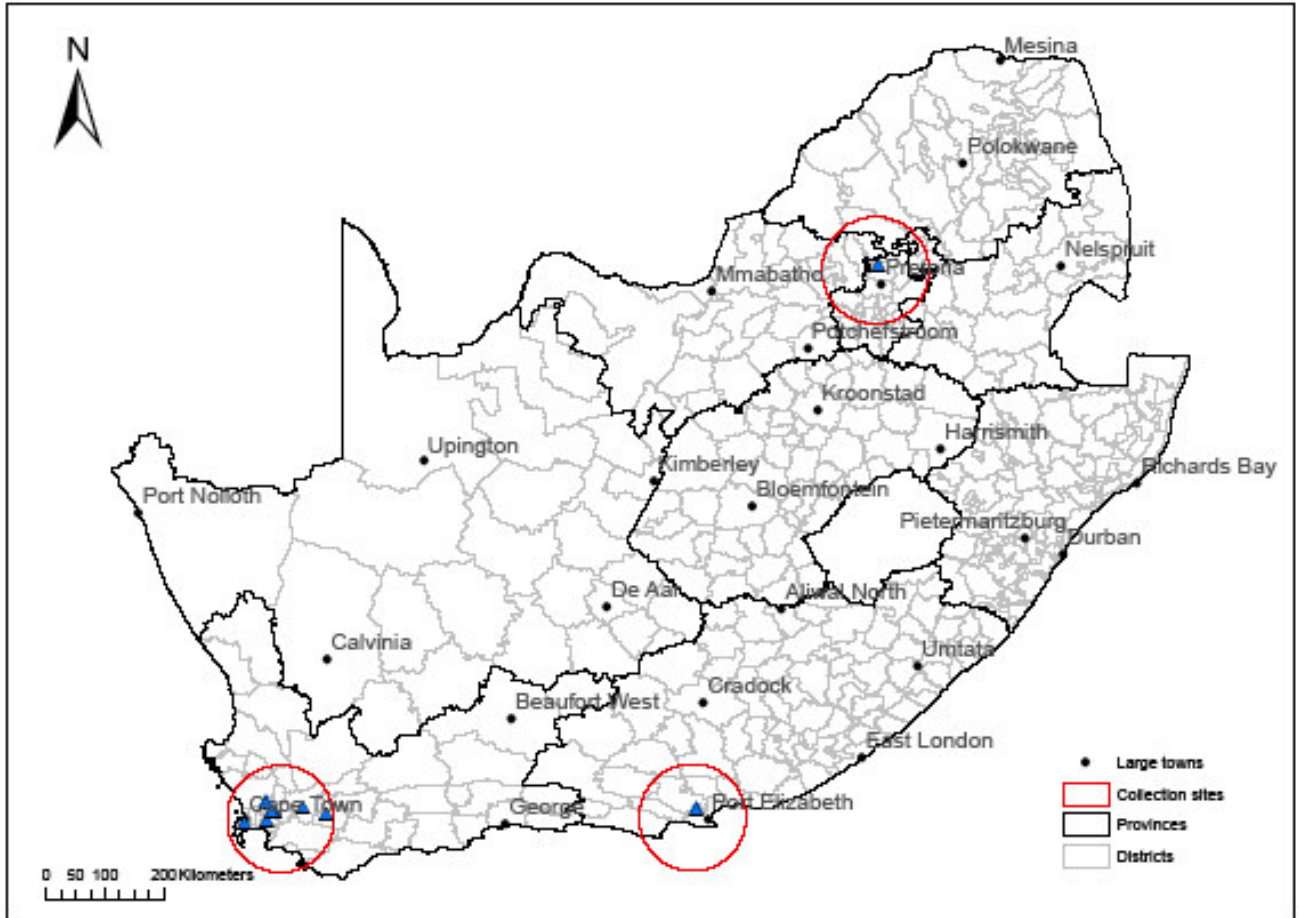 N
Mesina
Polokwane
Nelspruit
Pretoria
Mmabatho
Potchefstroom
Kroonstad
Harrismith
Upington
Kimberley
Richards Bay
Bloemfontein
Port Nolloth
Pietermaritzburg
Durban
De Aar
Aliwal North
Calvinia
Umtata
Cradock
Beaufort West
East London
Cape Town
George
Port Elizabeth
Large towns
Collection sites
Provinces
Districts
0 50 100 200 Kilometers